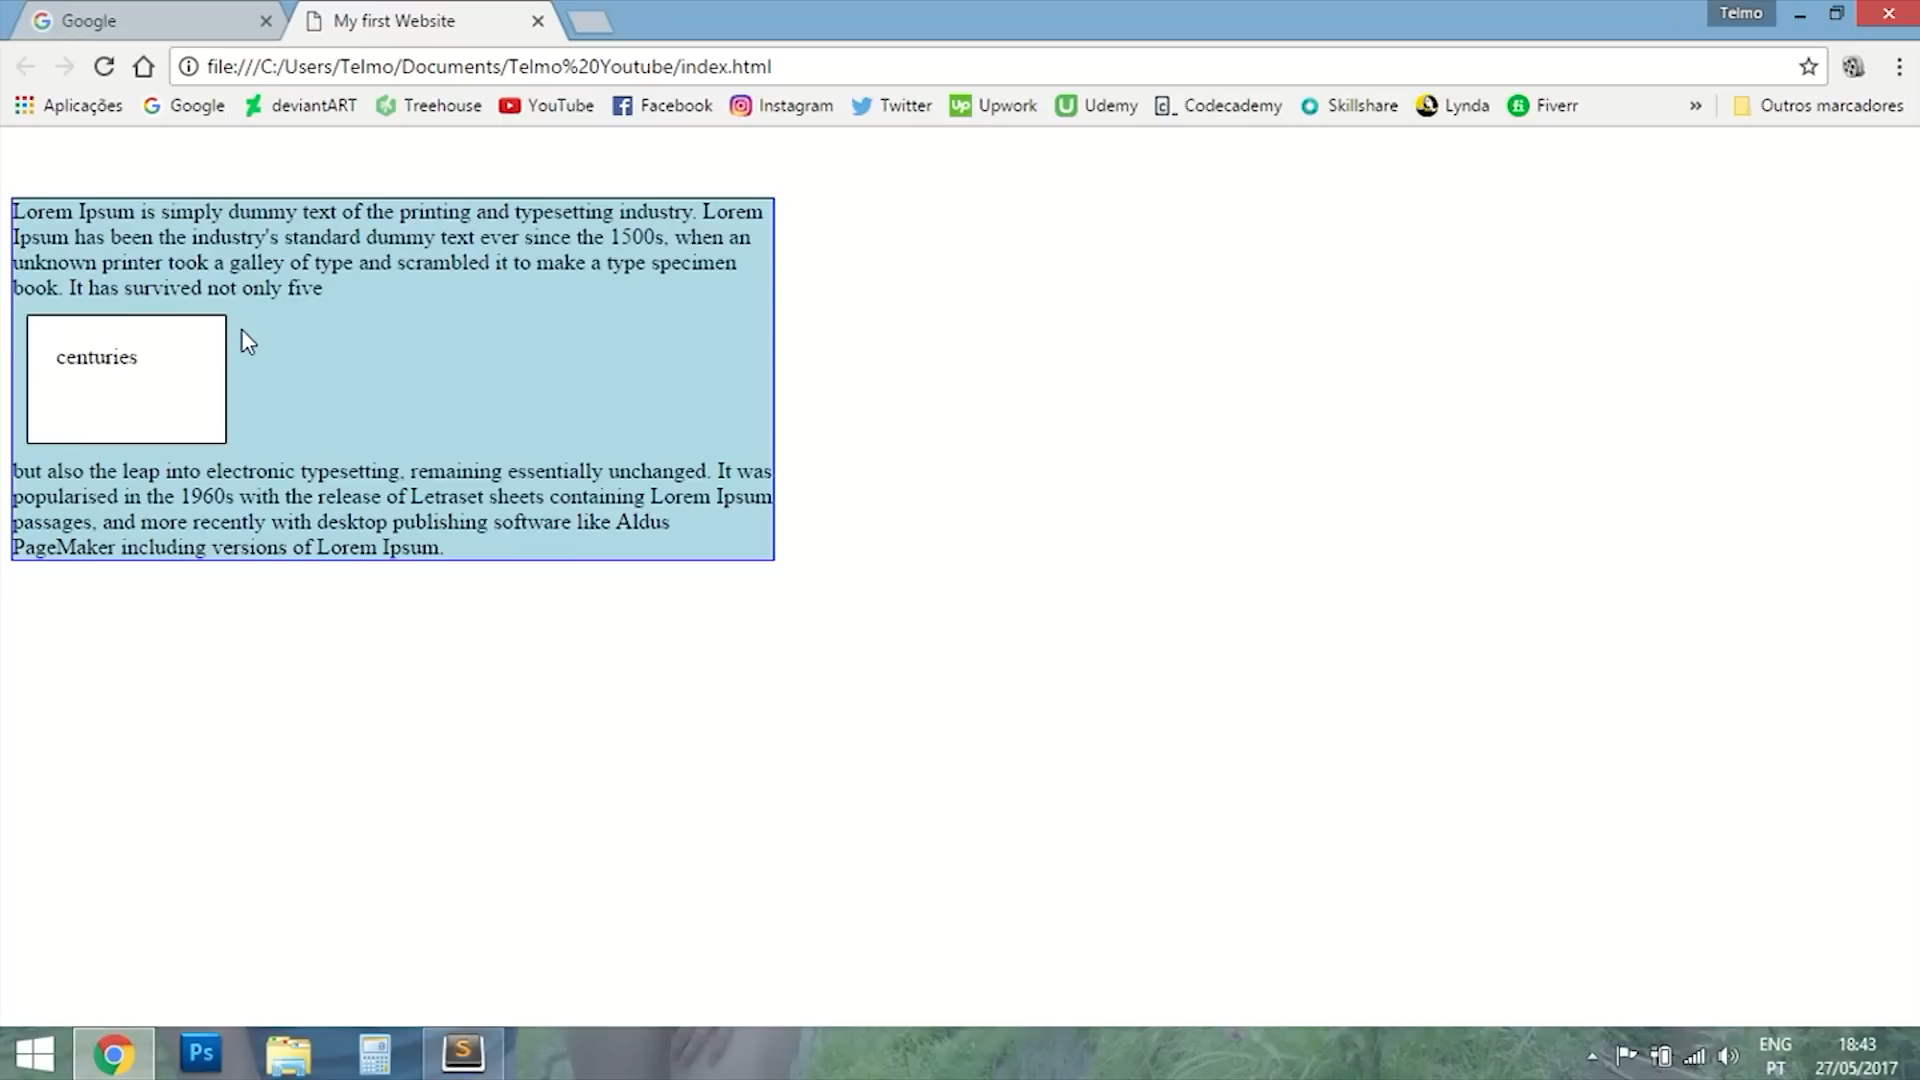 Google
My first Website
Telmo
file:///C:/Users/Telmo/Documents/Telmo%20Youtube/index.html
Aplicações Google deviantART Treehouse YouTube Facebook Instagram Twitter Upwork Udemy Codecademy Skillshare Lynda Fiverr » Outros marcadores
Lorem Ipsum is simply dummy text of the printing and typesetting industry. Lorem
Ipsum has been the industry's standard dummy text ever since the 1500s, when an
unknown printer took a galley of type and scrambled it to make a type specimen
book. It has survived not only five
centuries
but also the leap into electronic typesetting, remaining essentially unchanged. It was
popularised in the 1960s with the release of Letraset sheets containing Lorem Ipsum
passages, and more recently with desktop publishing software like Aldus
PageMaker including versions of Lorem Ipsum.
Ps
ENG 18:43
PT 27/05/2017